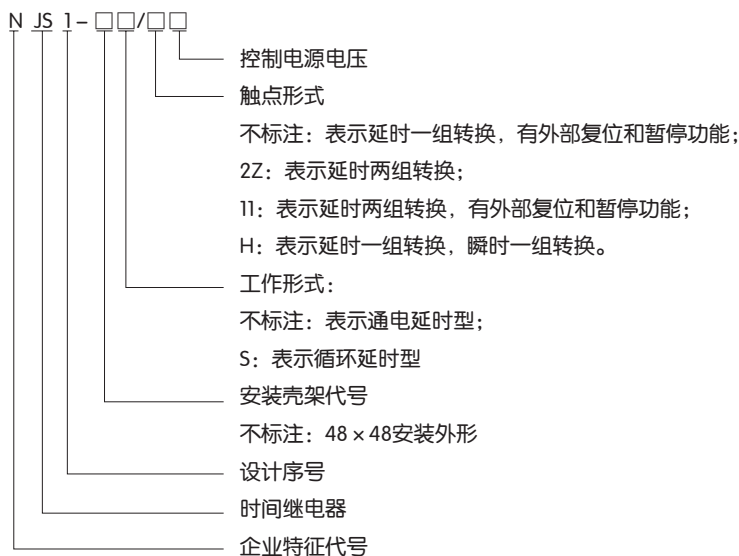 N JS 1-□□/□□
控制电源电压
触点形式
不标注：表示延时一组转换，有外部复位和暂停功能；
2Z：表示延时两组转换；
11：表示延时两组转换，有外部复位和暂停功能；
H：表示延时一组转换，瞬时一组转换。
工作形式：
不标注：表示通电延时型；
S：表示循环延时型
安装壳架代号
不标注：48×48安装外形
设计序号
时间继电器
企业特征代号